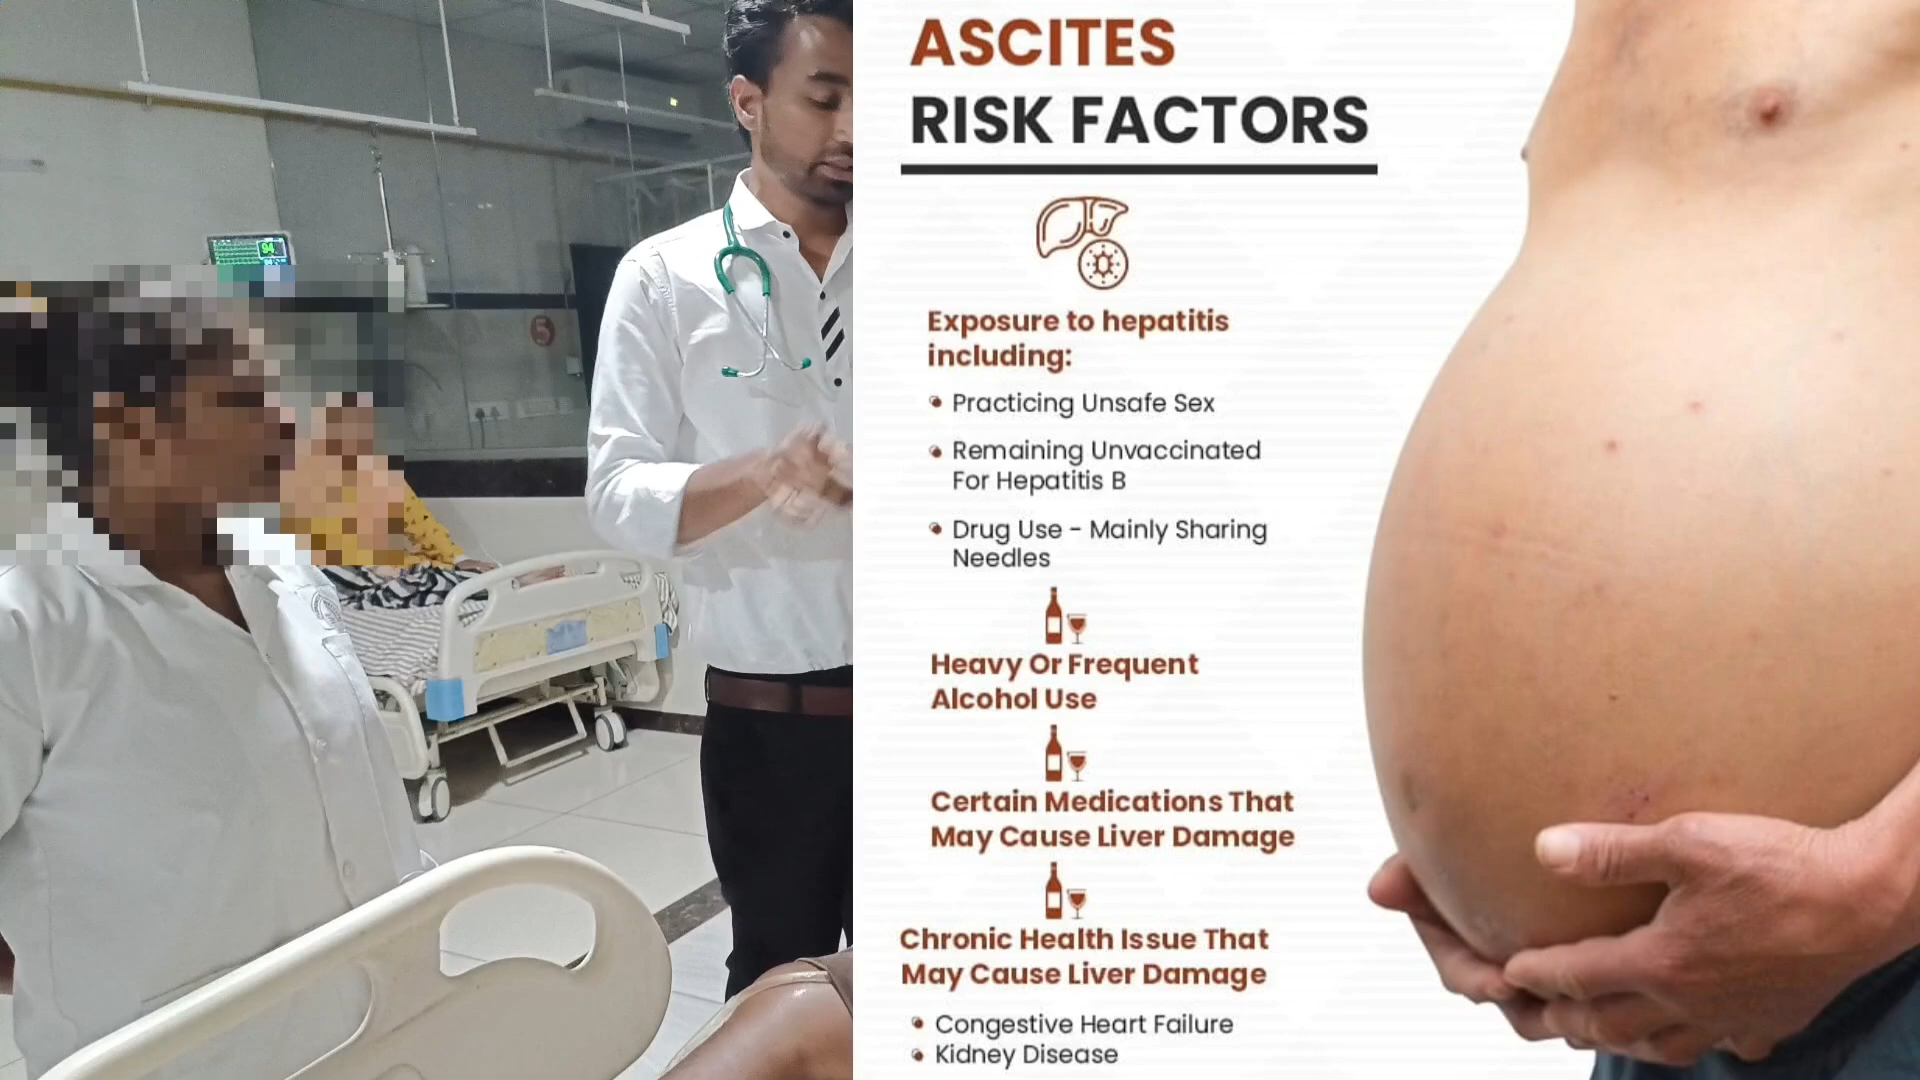 94
5
ASCITES
RISK FACTORS
Exposure to hepatitis
including:
Practicing Unsafe Sex
Remaining Unvaccinated
For Hepatitis B
Drug Use - Mainly Sharing
Needles
Heavy Or Frequent
Alcohol Use
Certain Medications That
May Cause Liver Damage
Chronic Health Issue That
May Cause Liver Damage
Congestive Heart Failure
Kidney Disease